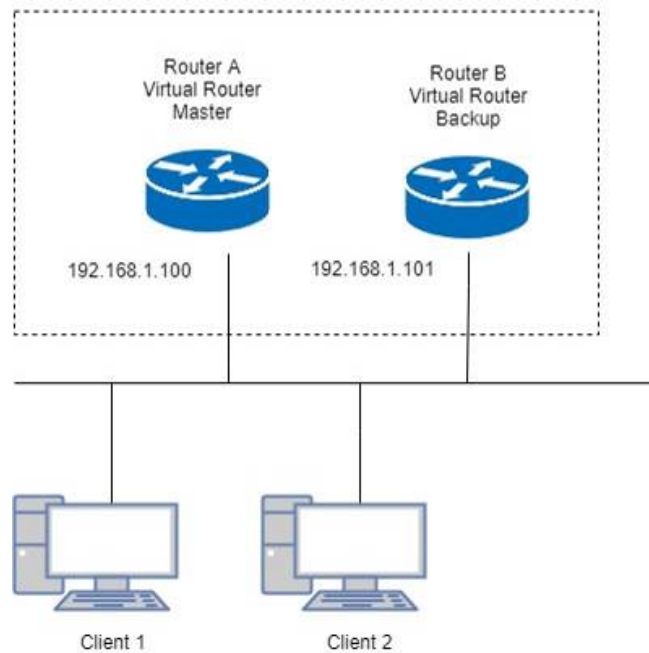 Router A
Virtual Router
Master
Router B
Virtual Router
Backup
192.168.1.100
192.168.1.101
Client 1
Client 2